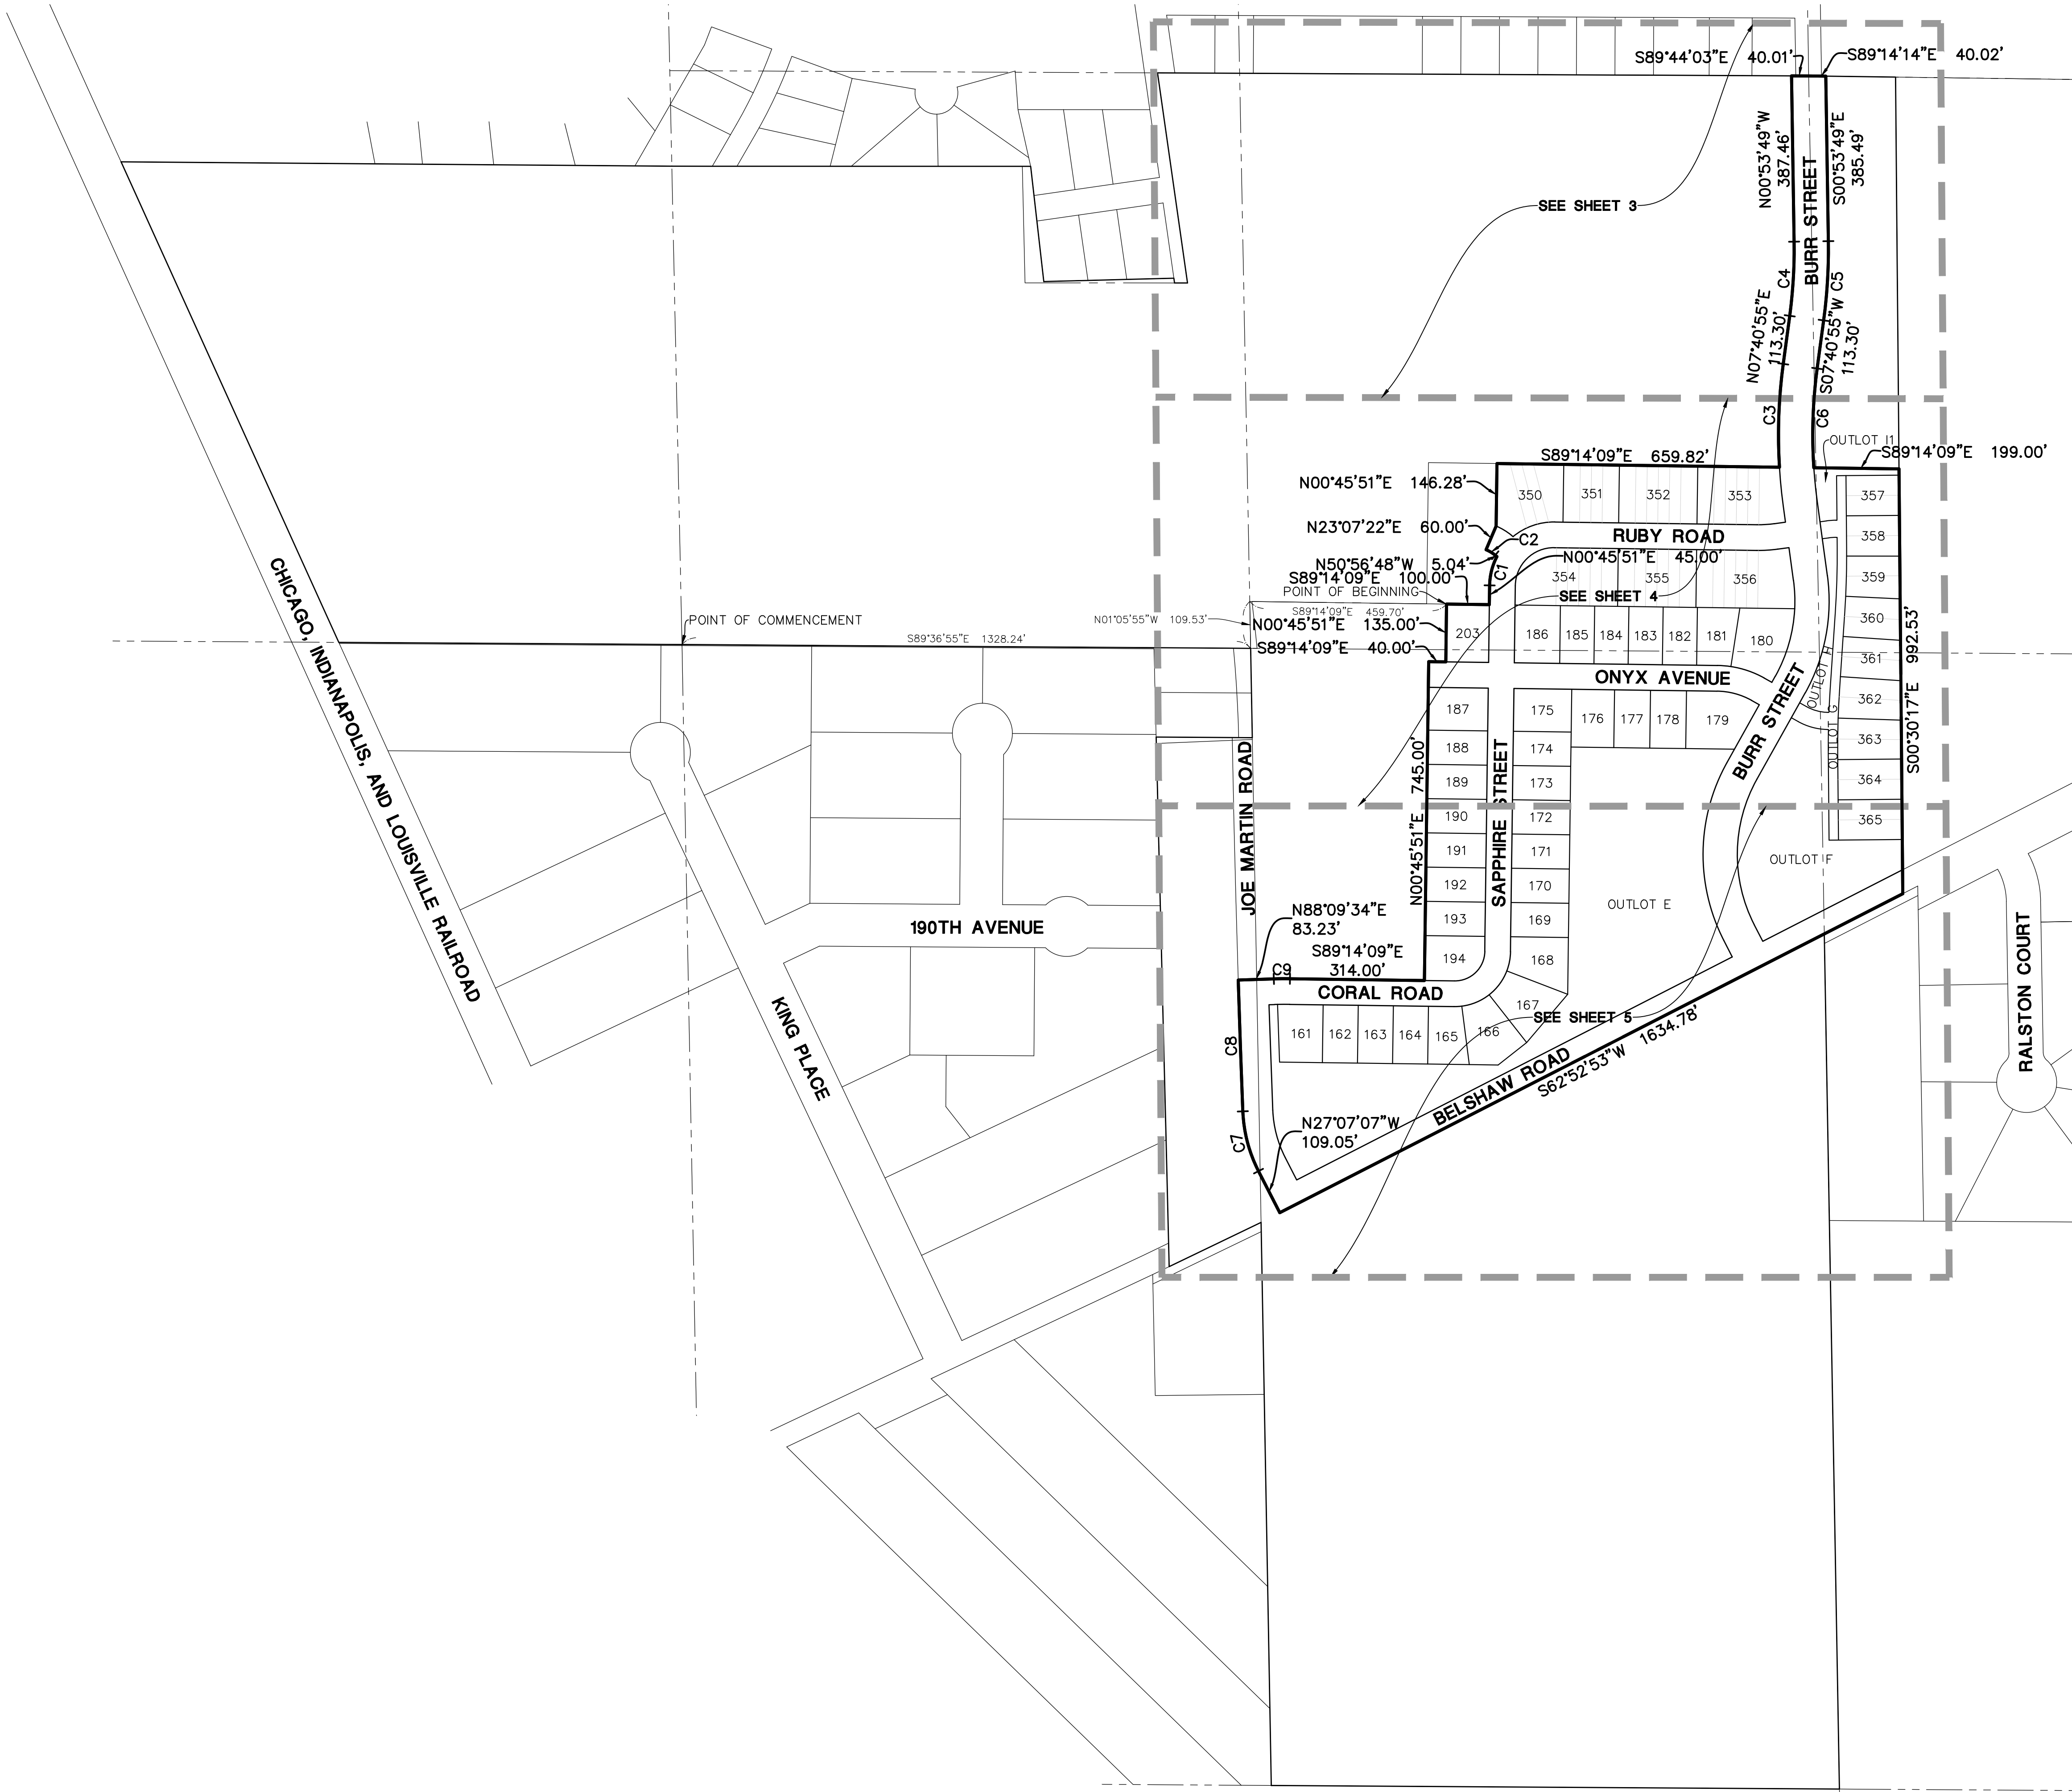 S89°44'03"E 40.01'
S89°14'14"E 40.02'
N00°53'49"W
387.46'
BURR STREET
S00°53'49"E
385.49'
SEE SHEET 3
C4
C5
N07°40'55"E
113.30'
S07°40'55"W
113.30'
C3
C6
OUTLOT I1
S89°14'09"E 659.82'
S89°14'09"E 199.00'
N00°45'51"E 146.28'
350
351
352
353
357
N23°07'22"E 60.00'
C2
RUBY ROAD
358
N50°56'48"W 5.04'
N00°45'51"E 45.00'
C1
S89°14'09"E 100.00'
354
355
356
359
POINT OF BEGINNING
SEE SHEET 4
S89°14'09"E 459.70'
POINT OF COMMENCEMENT
N01°05'55"W 109.53'
N00°45'51"E 135.00'
360
992.53'
S89°36'55"E 1328.24'
203
186
185
184
183
182
181
180
S89°14'09"E 40.00'
361
OUTLOT H
ONYX AVENUE
362
187
175
176
177
178
179
BURR STREET
OUTLOT G
363
S00°30'17"E
188
174
JOE MARTIN ROAD
745.00'
N00°45'51"E
SAPPHIRE STREET
189
173
364
190
172
365
CHICAGO, INDIANAPOLIS, AND LOUISVILLE RAILROAD
191
171
OUTLOT F
192
170
OUTLOT E
190TH AVENUE
N88°09'34"E
83.23'
193
169
RALSTON COURT
S89°14'09"E
314.00'
C9
194
168
CORAL ROAD
KING PLACE
167
SEE SHEET 5
161
162
163
164
165
166
C8
BELSHAW ROAD
S62°52'53"W 1634.78'
N27°07'07"W
109.05'
C7